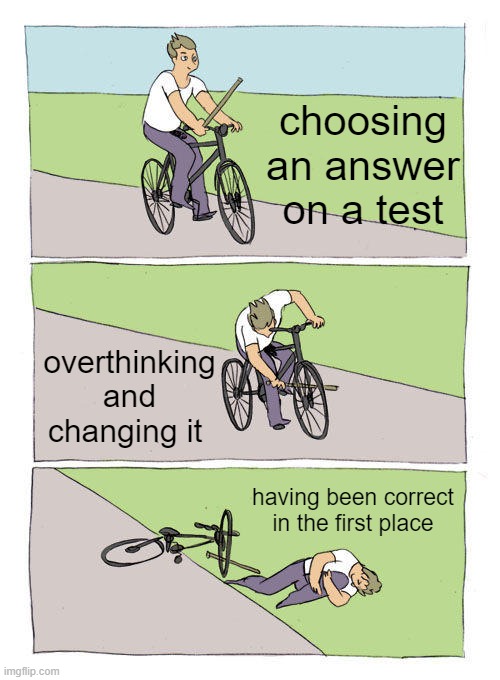 choosing
an answer
on a test
overthinking
and
changing it
having been correct
in the first place
imgflip.com